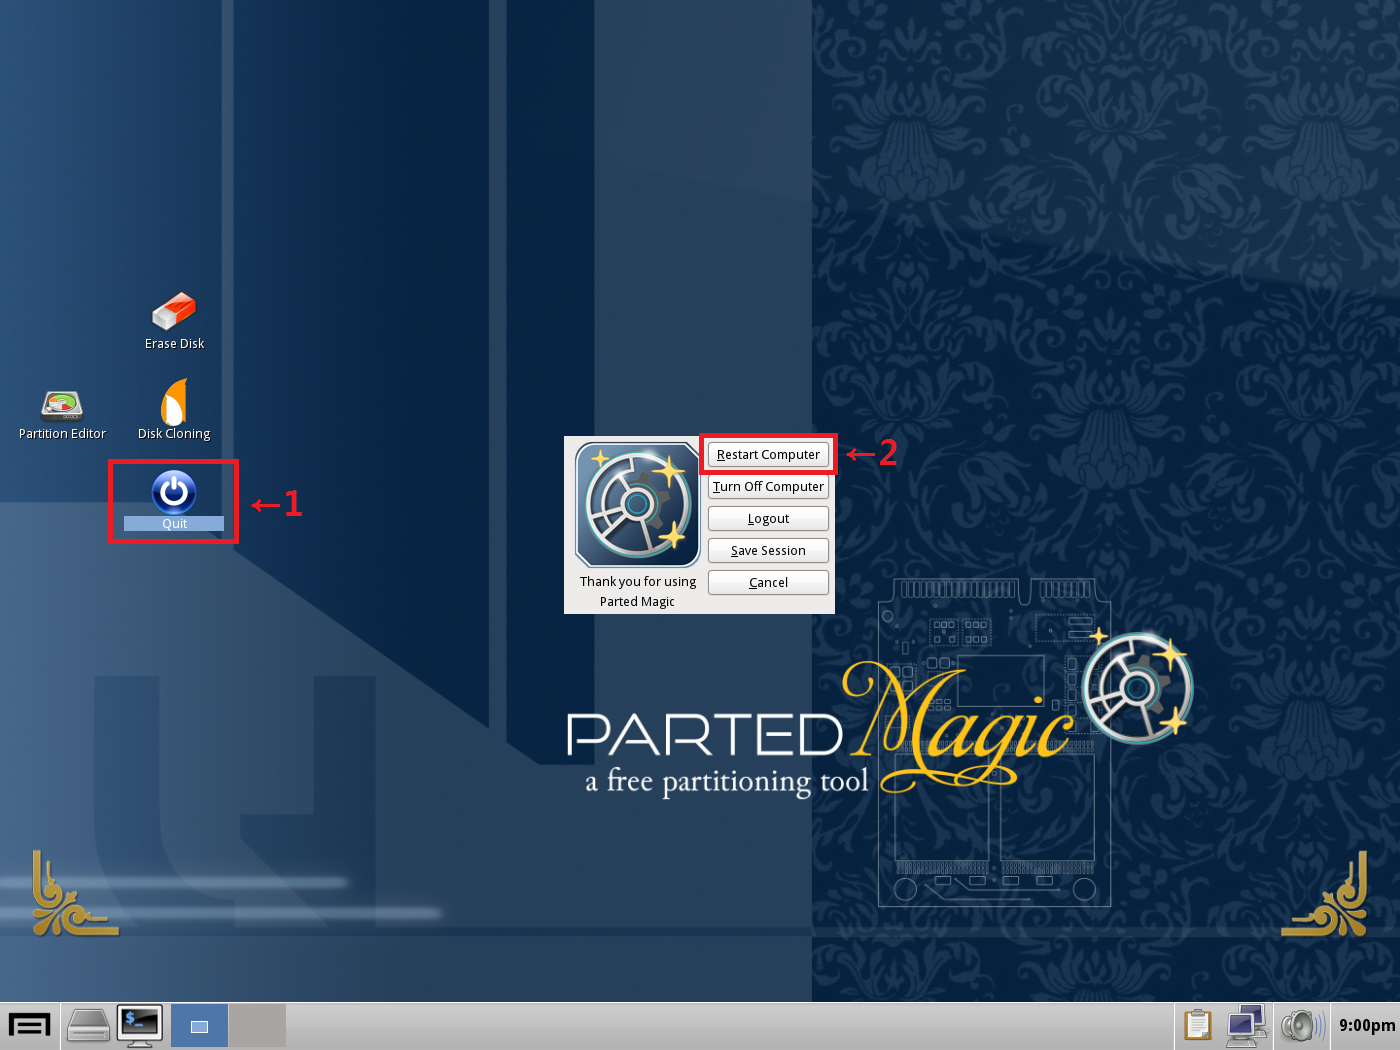 Erase Disk
Partition Editor
Disk Cloning
Quit
←1
Restart Computer
←2
Turn Off Computer
Logout
Save Session
Cancel
Thank you for using
Parted Magic
PARTED Magic
a free partitioning tool
$_
9:00pm